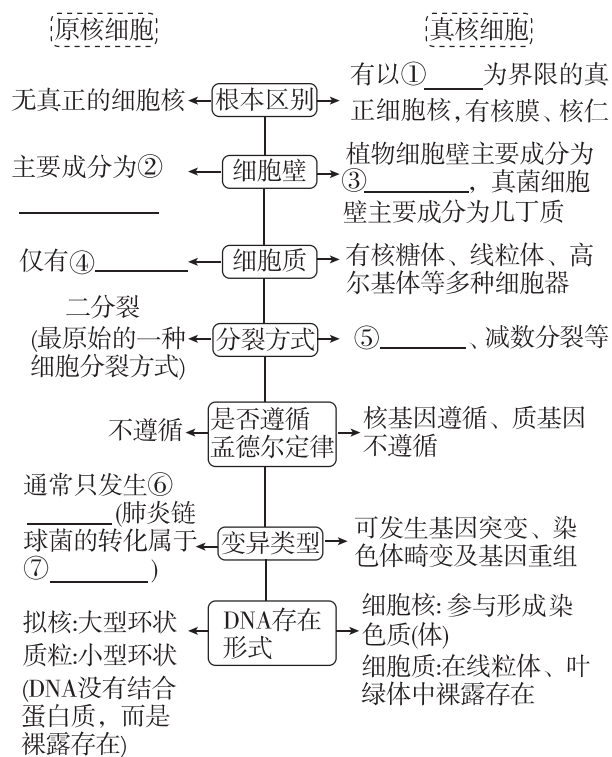 原核细胞
真核细胞
无真正的细胞核
根本区别
有以①______为界限的真
正细胞核,有核膜、核仁
主要成分为②
____________
细胞壁
植物细胞壁主要成分为
③_________，真菌细胞
壁主要成分为几丁质
仅有④________
细胞质
有核糖体、线粒体、高
尔基体等多种细胞器
二分裂
(最原始的一种
细胞分裂方式)
分裂方式
⑤_______、减数分裂等
不遵循
是否遵循
孟德尔定律
核基因遵循、质基因
不遵循
通常只发生⑥
_______(肺炎链
球菌的转化属于
⑦________)
变异类型
可发生基因突变、染
色体畸变及基因重组
拟核:大型环状
质粒:小型环状
(DNA没有结合
蛋白质，而是
裸露存在)
DNA存在
形式
细胞核:参与形成染
色质(体)
细胞质:在线粒体、叶
绿体中裸露存在